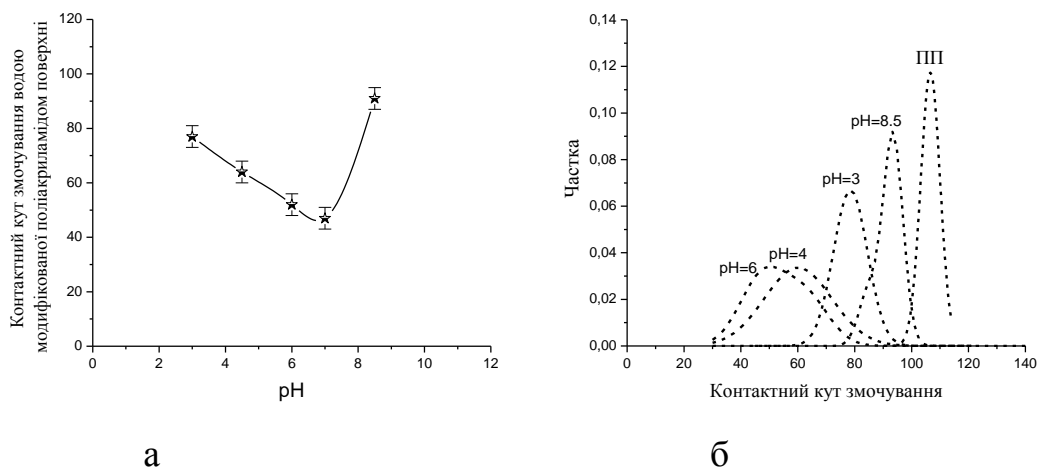 Контактний кут змочування водою
модифікованої поліакриламідом поверхні
120
100
80
60
40
20
0
0 2 4 6 8 10 12
pH
а
Частка
0,14
0,12
0,10
0,08
0,06
0,04
0,02
0,00
ПП
pH=8.5
pH=3
pH=6
pH=4
0 20 40 60 80 100 120 140
Контактний кут змочування
б